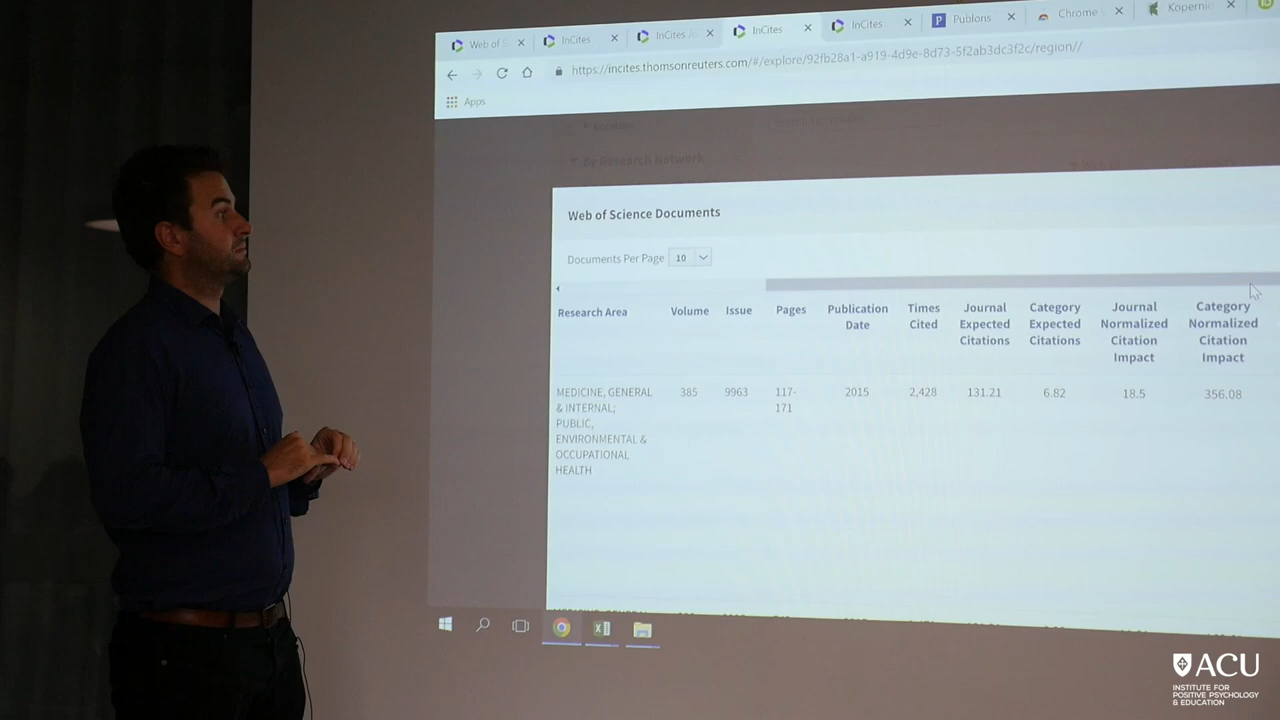 Web of S
InCites
InCites Jo
InCites
InCites
Publons
Chrome
Kopernio
https://incites.thomsonreuters.com/#/explore/92fb28a1-a919-4d9e-8d73-5f2ab3dc3f2c/region//
Apps
By Research Network
Web of Science Documents
Documents Per Page 10
Research Area
Volume
Issue
Pages
Publication
Date
Times
Cited
Journal
Expected
Citations
Category
Expected
Citations
Journal
Normalized
Citation
Impact
Category
Normalized
Citation
Impact
MEDICINE, GENERAL
& INTERNAL;
PUBLIC,
ENVIRONMENTAL &
OCCUPATIONAL
HEALTH
385
9963
117-
171
2015
2,428
131.21
6.82
18.5
356.08
ACU
INSTITUTE FOR
POSITIVE PSYCHOLOGY
& EDUCATION